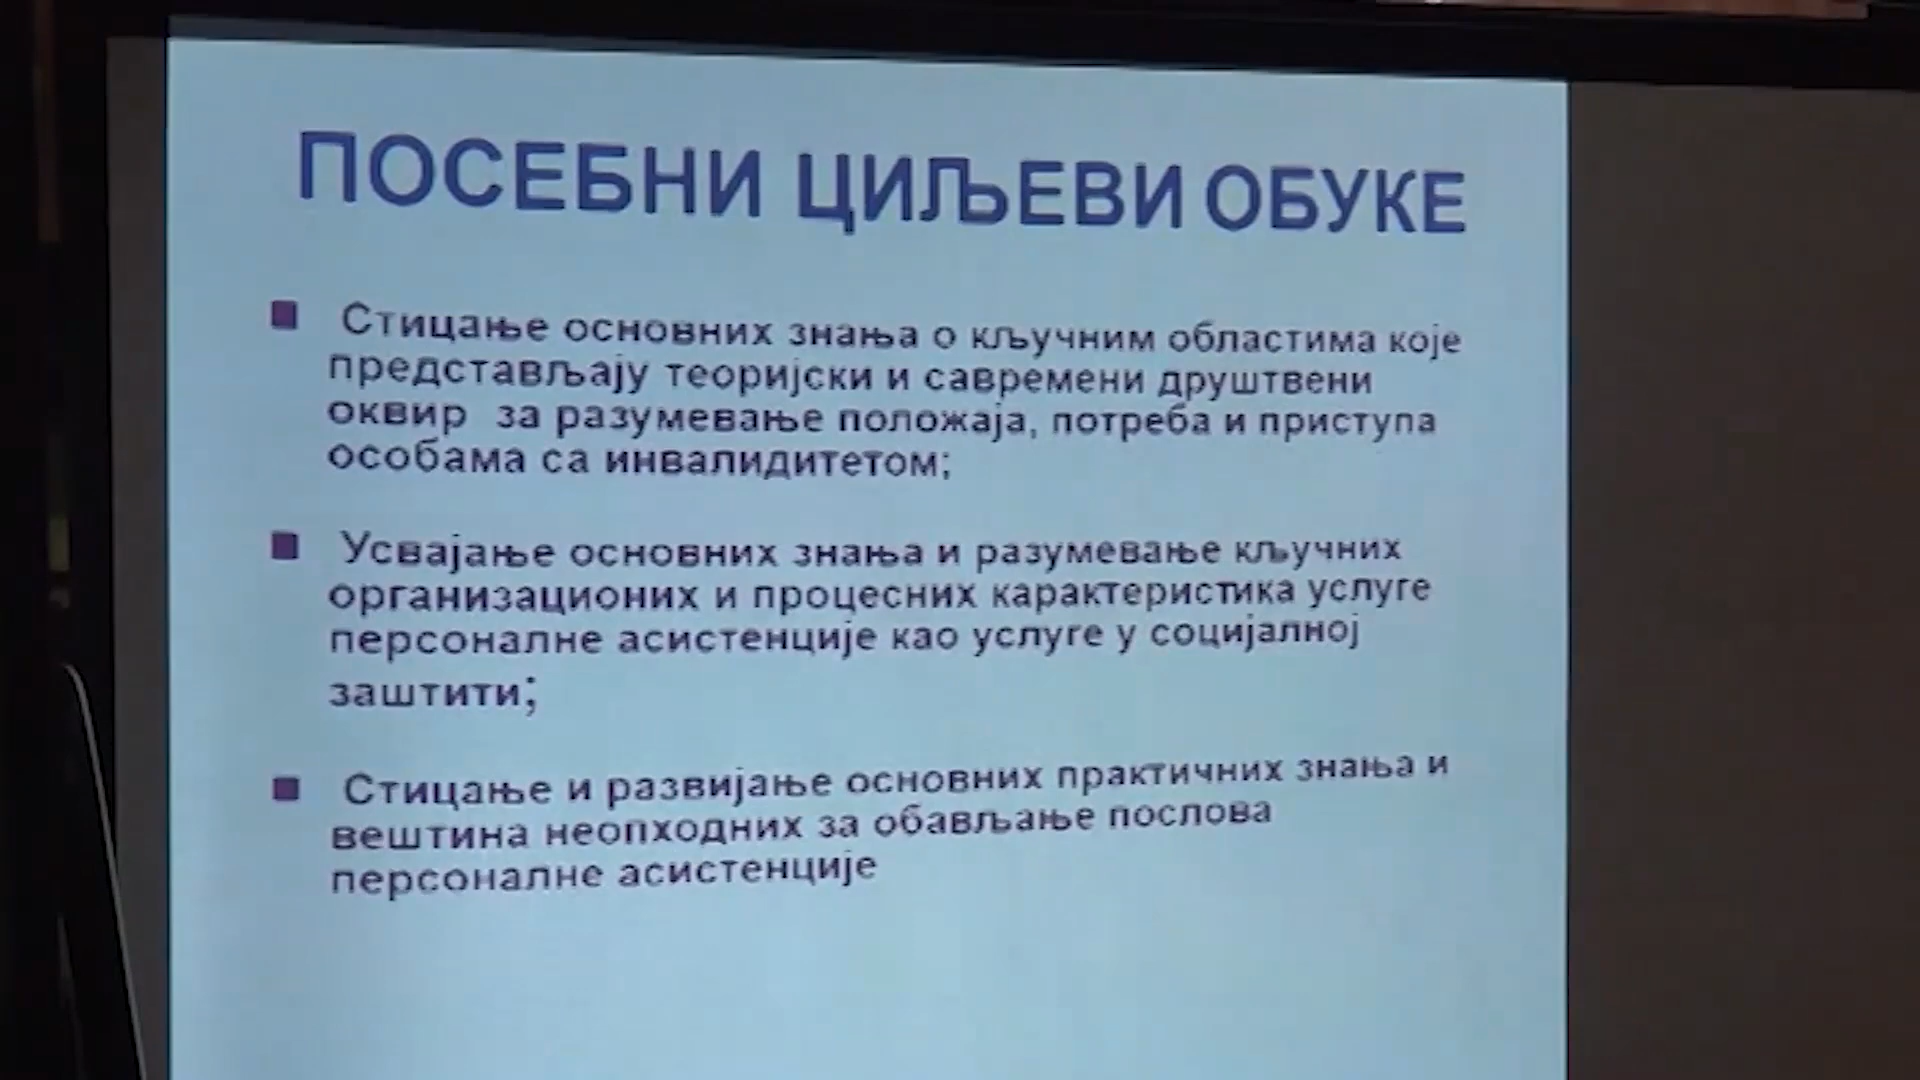 ПОСЕБНИ ЦИЉЕВИ ОБУКЕ
Стицање основних знања о кључним областима које
представљају теоријски и савремени друштвени
оквир за разумевање положаја, потреба и приступа
особама са инвалидитетом;
Усвајање основних знања и разумевање кључних
организационих и процесних карактеристика услуге
персоналне асистенције као услуге у социјалној
заштити;
Стицање и развијање основних практичних знања и
вештина неопходних за обављање послова
персоналне асистенције